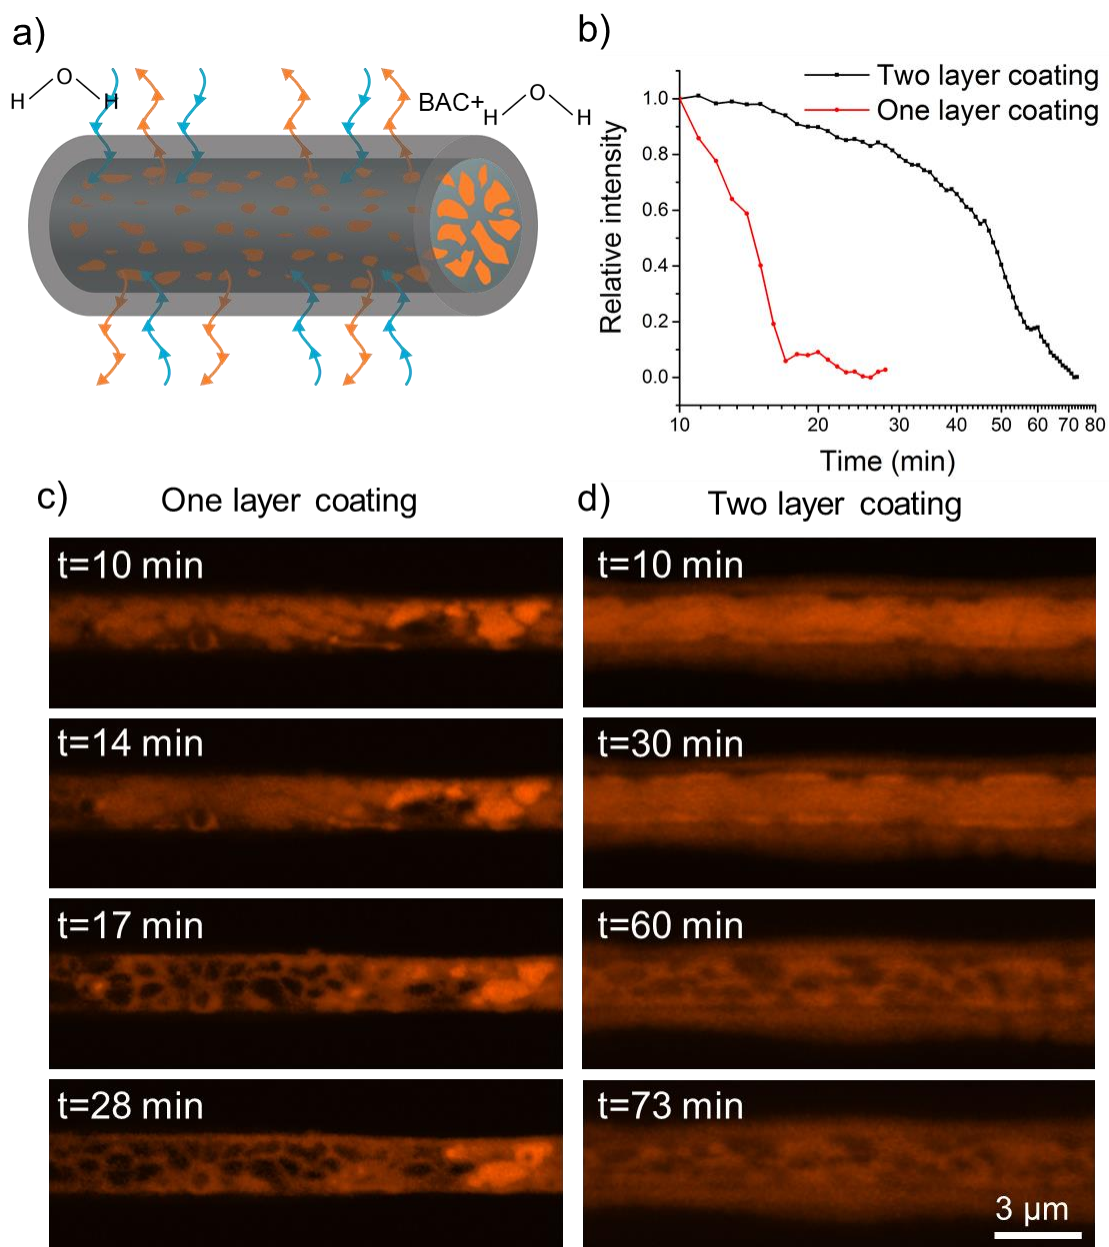 a)
H
O
H
BAC+
H
O
H
b)
Two layer coating
One layer coating
Relative intensity
1.0
0.8
0.6
0.4
0.2
0.0
10
20
30
40
50
60
70
80
Time (min)
c)
One layer coating
t=10 min
t=14 min
t=17 min
t=28 min
d)
Two layer coating
t=10 min
t=30 min
t=60 min
t=73 min
3 µm